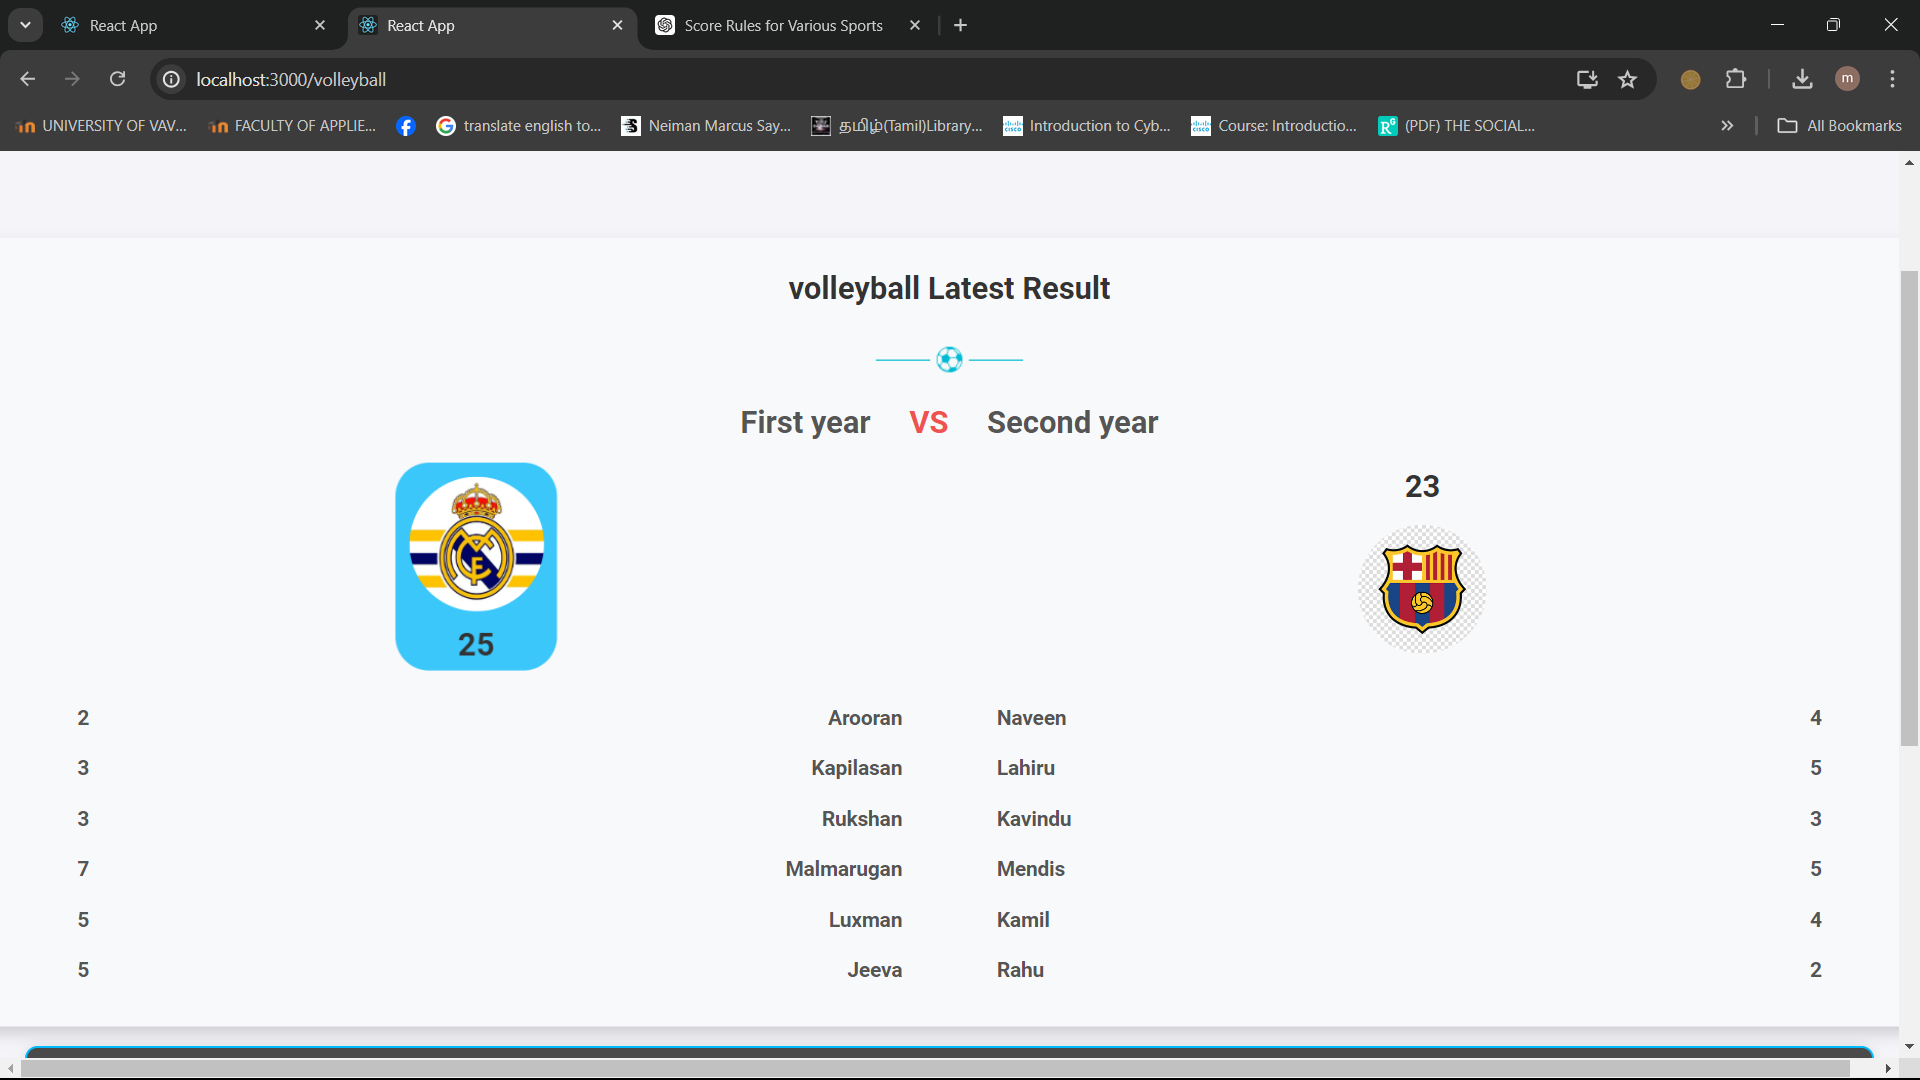 React App
React App
Score Rules for Various Sports
localhost:3000/volleyball
m
UNIVERSITY OF VAV...
FACULTY OF APPLIE...
translate english to...
Neiman Marcus Say...
தமிழ்(Tamil)Library...
Introduction to Cyb...
Course: Introductio...
(PDF) THE SOCIAL...
All Bookmarks
volleyball Latest Result
First year VS Second year
25
23
2 Arooran Naveen 4
3 Kapilasan Lahiru 5
3 Rukshan Kavindu 3
7 Malmarugan Mendis 5
5 Luxman Kamil 4
5 Jeeva Rahu 2